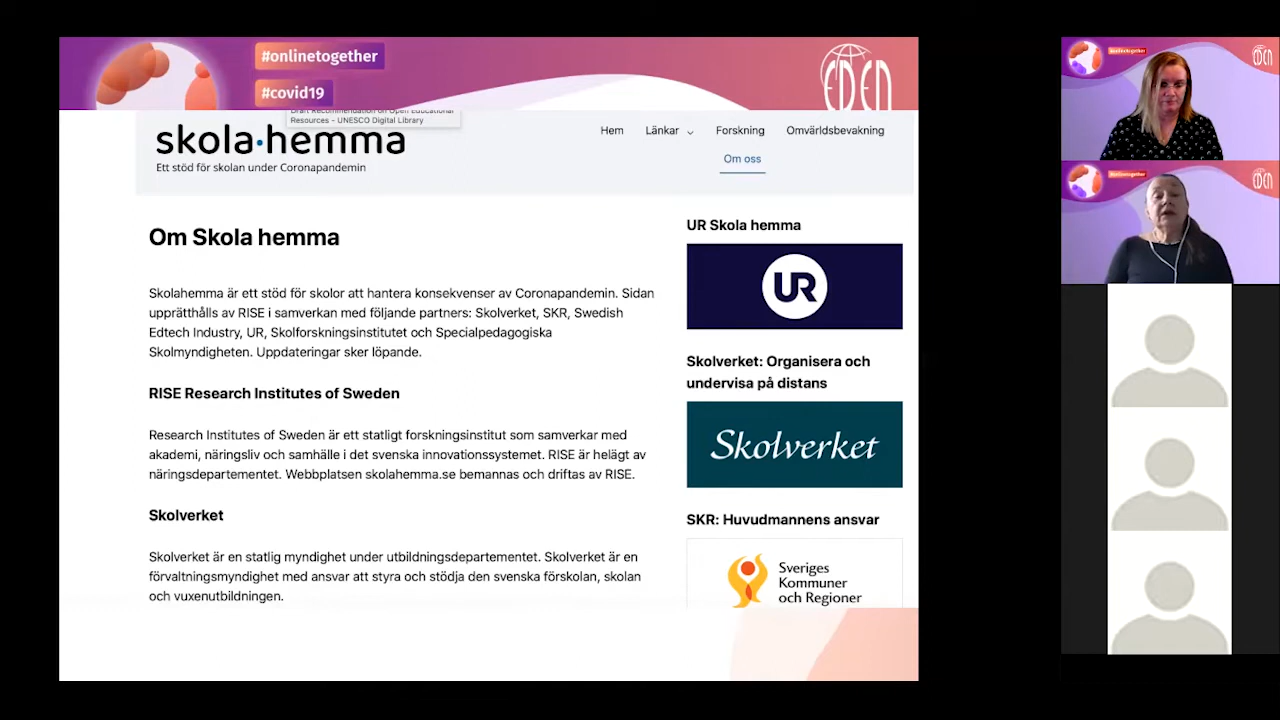 #onlinetogether
#covid19
EDEN
Draft Recommendation on Open Educational
Resources - UNESCO Digital Library
skola·hemma
Ett stöd för skolan under Coronapandemin
Hem Länkar Forskning Omvärldsbevakning
Om oss
Om Skola hemma
Skolahemma är ett stöd för skolor att hantera konsekvenser av Coronapandemin. Sidan
upprätthålls av RISE i samverkan med följande partners: Skolverket, SKR, Swedish
Edtech Industry, UR, Skolforskningsinstitutet och Specialpedagogiska
Skolmyndigheten. Uppdateringar sker löpande.
RISE Research Institutes of Sweden
Research Institutes of Sweden är ett statligt forskningsinstitut som samverkar med
akademi, näringsliv och samhälle i det svenska innovationssystemet. RISE är helägt av
näringsdepartementet. Webbplatsen skolahemma.se bemannas och driftas av RISE.
Skolverket
Skolverket är en statlig myndighet under utbildningsdepartementet. Skolverket är en
förvaltningsmyndighet med ansvar att styra och stödja den svenska förskolan, skolan
och vuxenutbildningen.
UR Skola hemma
UR
Skolverket: Organisera och
undervisa på distans
Skolverket
SKR: Huvudmannens ansvar
Sveriges
Kommuner
och Regioner
#onlinetogether
EDEN
#onlinetogether
EDEN